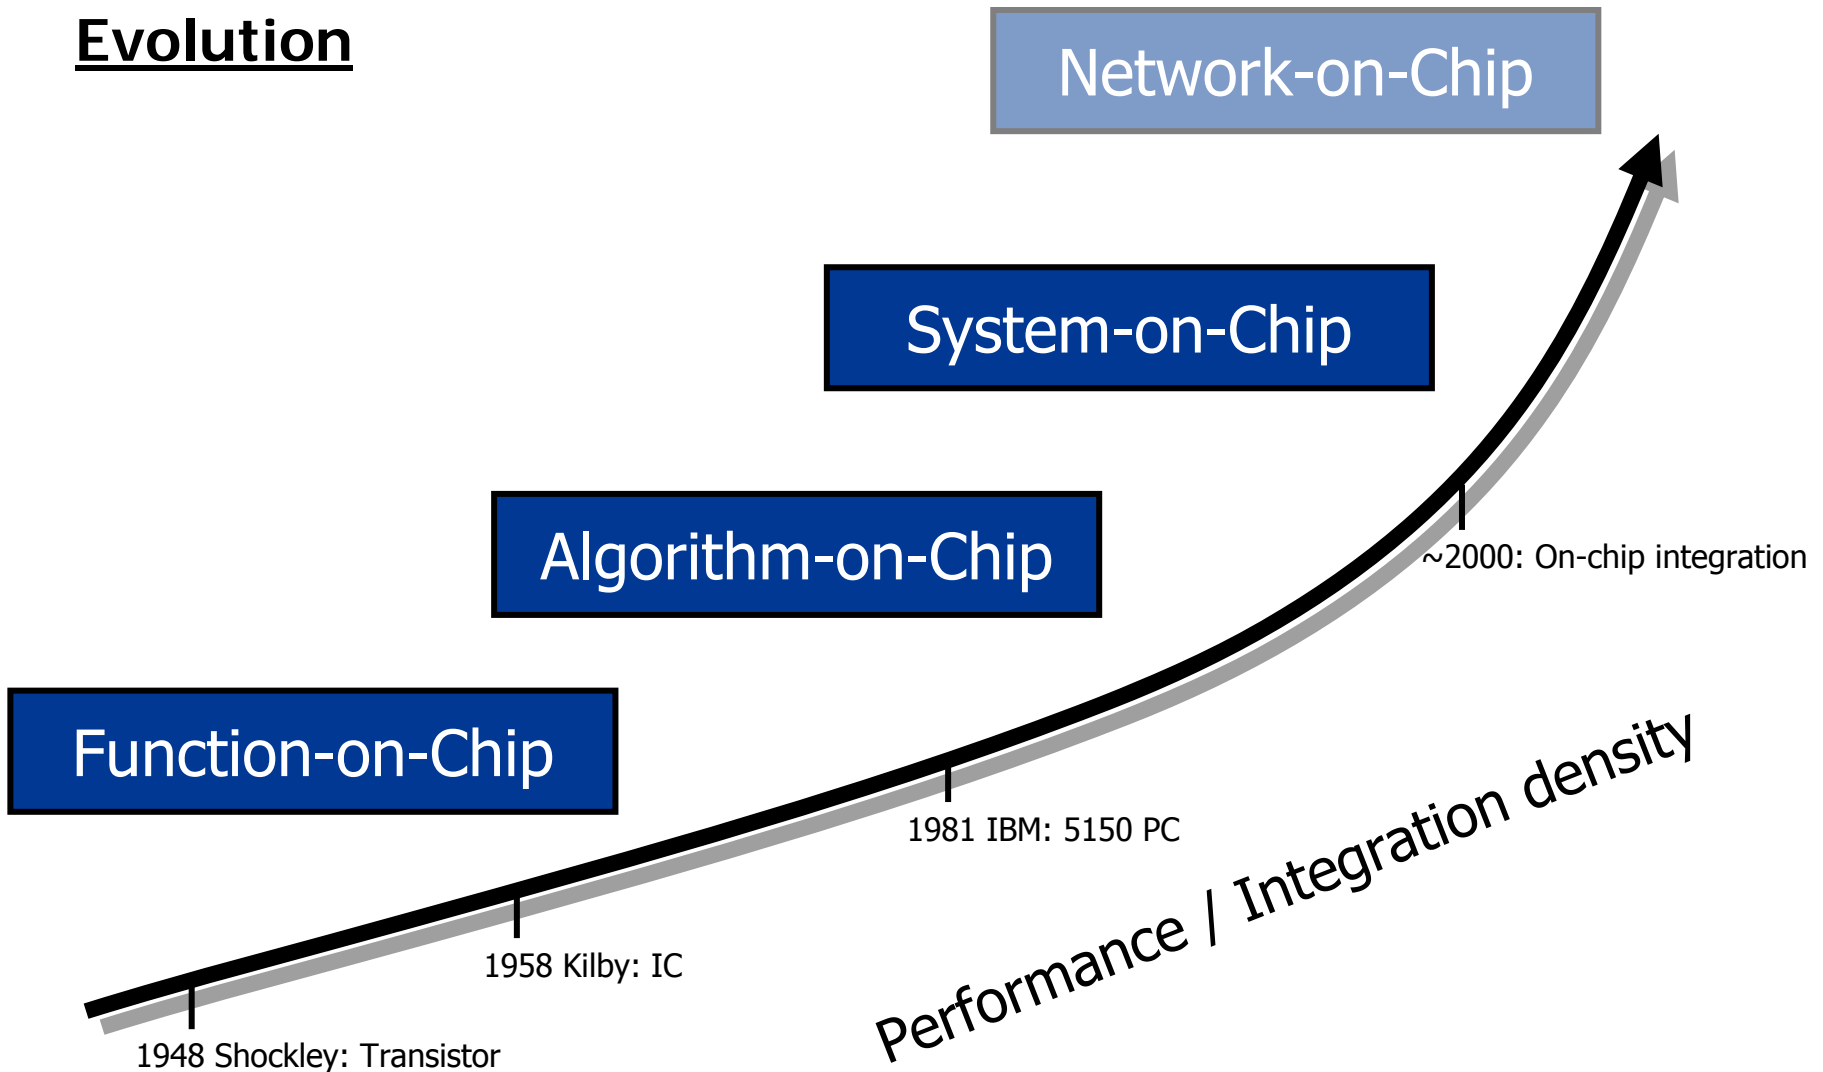 Evolution
Network-on-Chip
System-on-Chip
Algorithm-on-Chip
~2000: On-chip integration
Function-on-Chip
1981 IBM: 5150 PC
1958 Kilby: IC
Performance / Integration density
1948 Shockley: Transistor